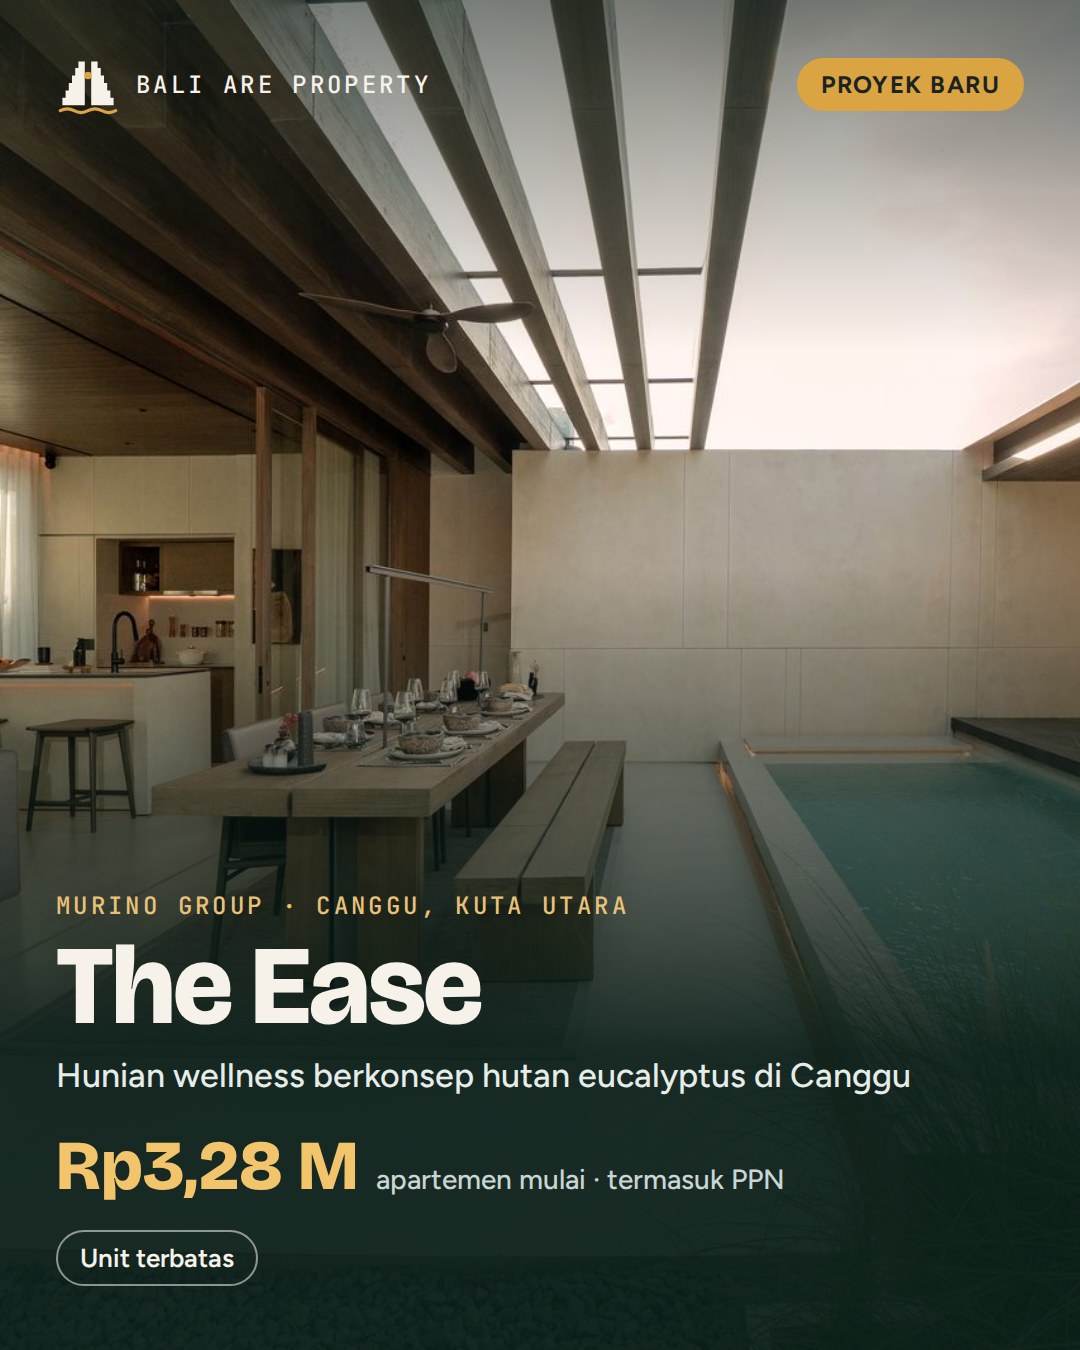 BALI ARE PROPERTY
PROYEK BARU
MURINO GROUP · CANGGU, KUTA UTARA
The Ease
Hunian wellness berkonsep hutan eucalyptus di Canggu
Rp3,28 M apartemen mulai · termasuk PPN
Unit terbatas